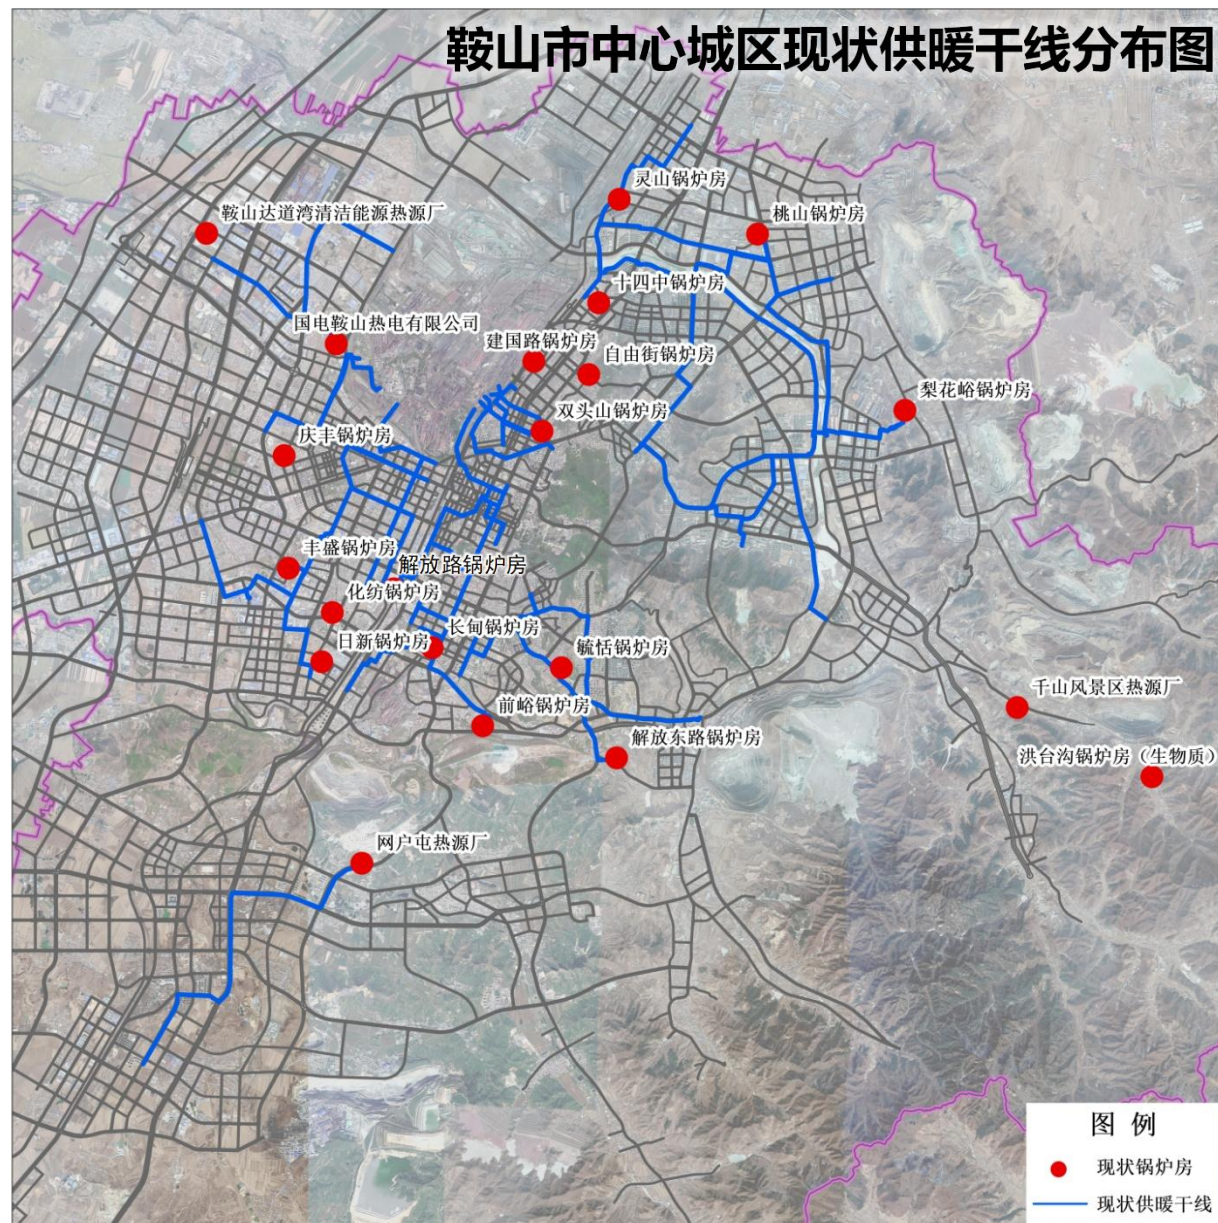 鞍山市中心城区现状供暖干线分布图
灵山锅炉房
鞍山达道湾清洁能源热源厂
桃山锅炉房
十四中锅炉房
国电鞍山热电有限公司
建国路锅炉房
自由街锅炉房
梨花峪锅炉房
双头山锅炉房
庆丰锅炉房
丰盛锅炉房
解放路锅炉房
化纺锅炉房
长甸锅炉房
日新锅炉房
毓恬锅炉房
千山风景区热源厂
前峪锅炉房
解放东路锅炉房
洪台沟锅炉房（生物质）
网户屯热源厂
图 例
现状锅炉房
现状供暖干线